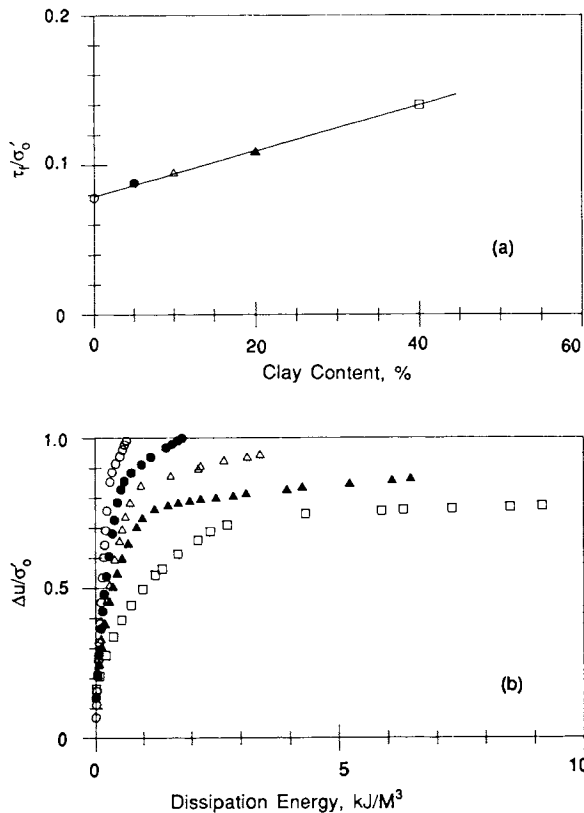 0.2
0.1
0
τf/σ'o
(a)
0 20 40 60
Clay Content, %
1.0
0.5
0
Δu/σ'o
(b)
0 5 10
Dissipation Energy, kJ/M³